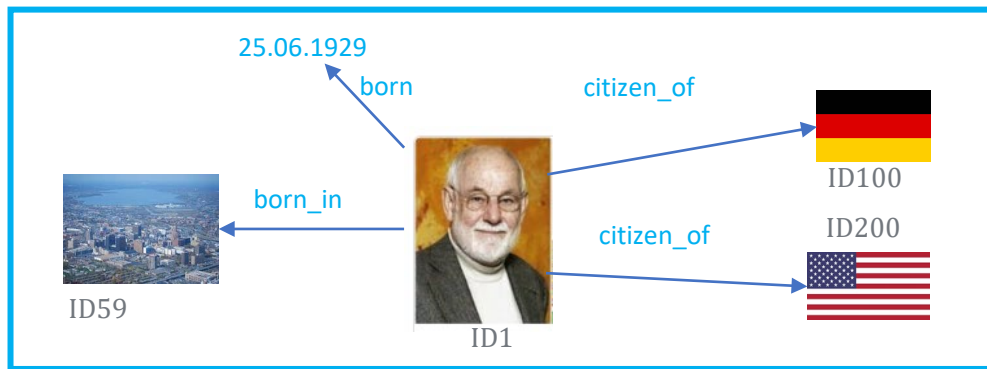 25.06.1929
born
citizen_of
ID100
born_in
ID200
citizen_of
ID59
ID1